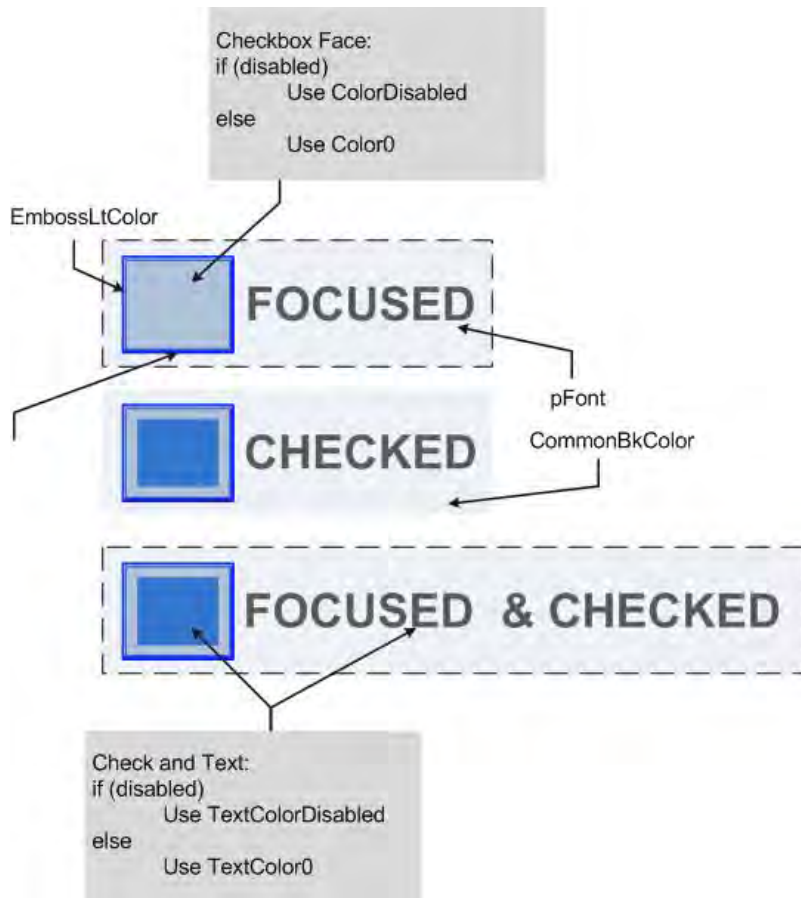 Checkbox Face:
if (disabled)
Use ColorDisabled
else
Use Color0
EmbossLtColor
FOCUSED
pFont
CommonBkColor
CHECKED
FOCUSED & CHECKED
Check and Text:
if (disabled)
Use TextColorDisabled
else
Use TextColor0